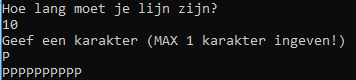 Hoe lang moet je lijn zijn?
10
Geef een karakter (MAX 1 karakter ingeven!)
P
PPPPPPPPPP